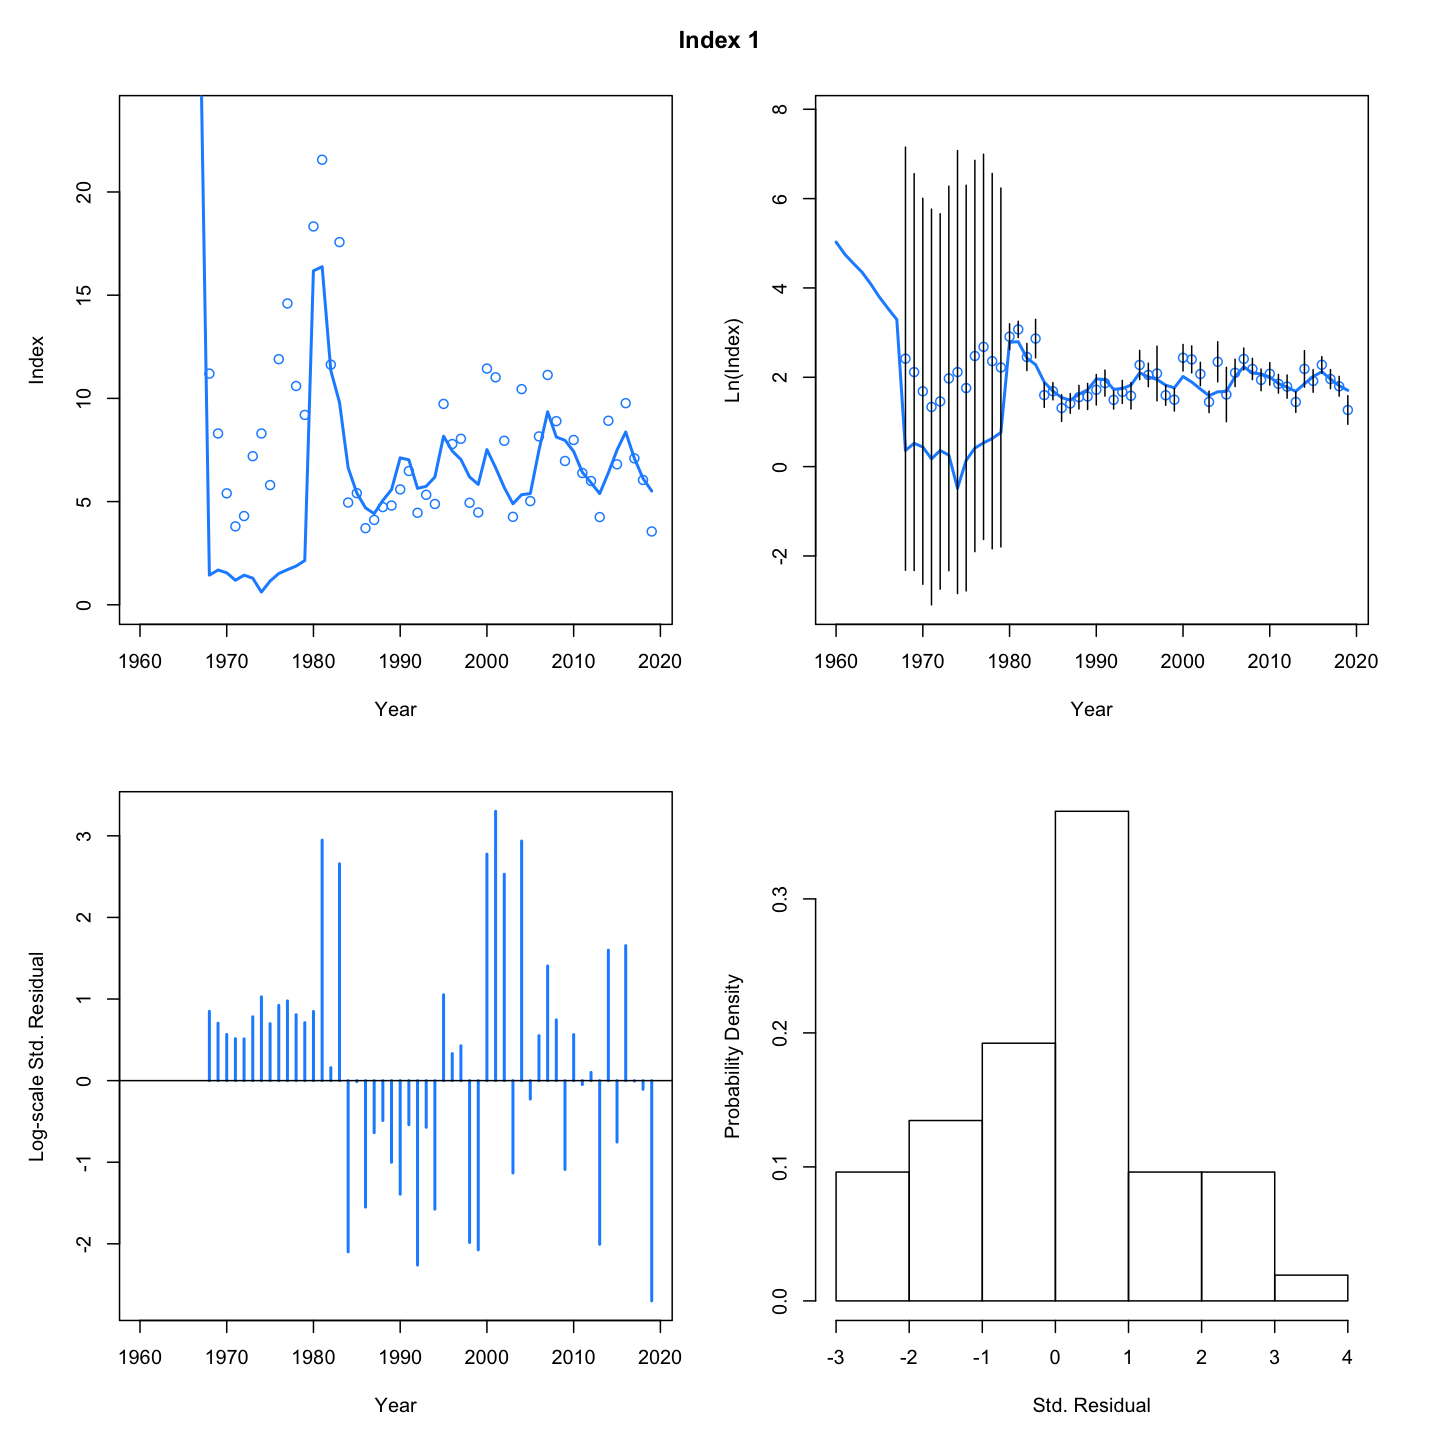 Index 1
Index
0
5
10
15
20
1960 1970 1980 1990 2000 2010 2020
Year
Ln(Index)
-2
0
2
4
6
8
1960 1970 1980 1990 2000 2010 2020
Year
Log-scale Std. Residual
-2
-1
0
1
2
3
1960 1970 1980 1990 2000 2010 2020
Year
Probability Density
0.0
0.1
0.2
0.3
-3 -2 -1 0 1 2 3 4
Std. Residual